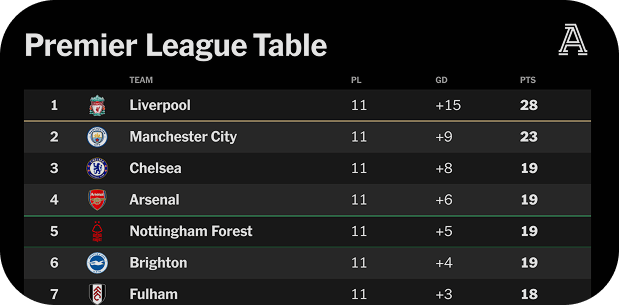 Premier League Table
TEAM PL GD PTS
1 Liverpool 11 +15 28
2 Manchester City 11 +9 23
3 Chelsea 11 +8 19
4 Arsenal 11 +6 19
5 Nottingham Forest 11 +5 19
6 Brighton 11 +4 19
7 Fulham 11 +3 18